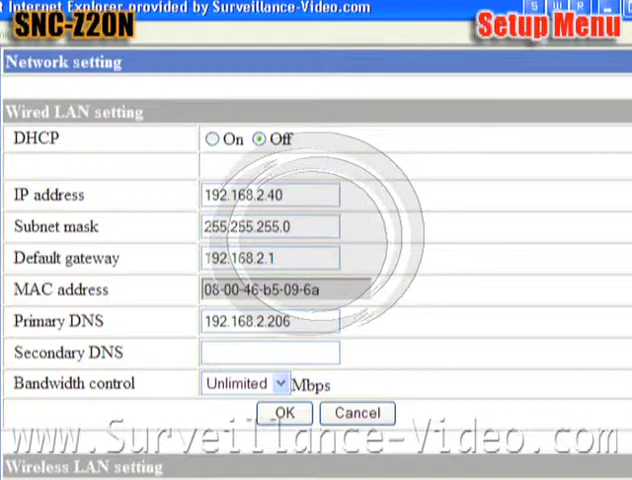 t Internet Explorer provided by Surveillance-Video.com
SNC-Z20N
Setup Menu
Network setting
Wired LAN setting
DHCP On Off
IP address 192.168.2.40
Subnet mask 255.255.255.0
Default gateway 192.168.2.1
MAC address 08-00-46-b5-09-6a
Primary DNS 192.168.2.206
Secondary DNS
Bandwidth control Unlimited Mbps
OK Cancel
www.Surveillance-Video.com
Wireless LAN setting